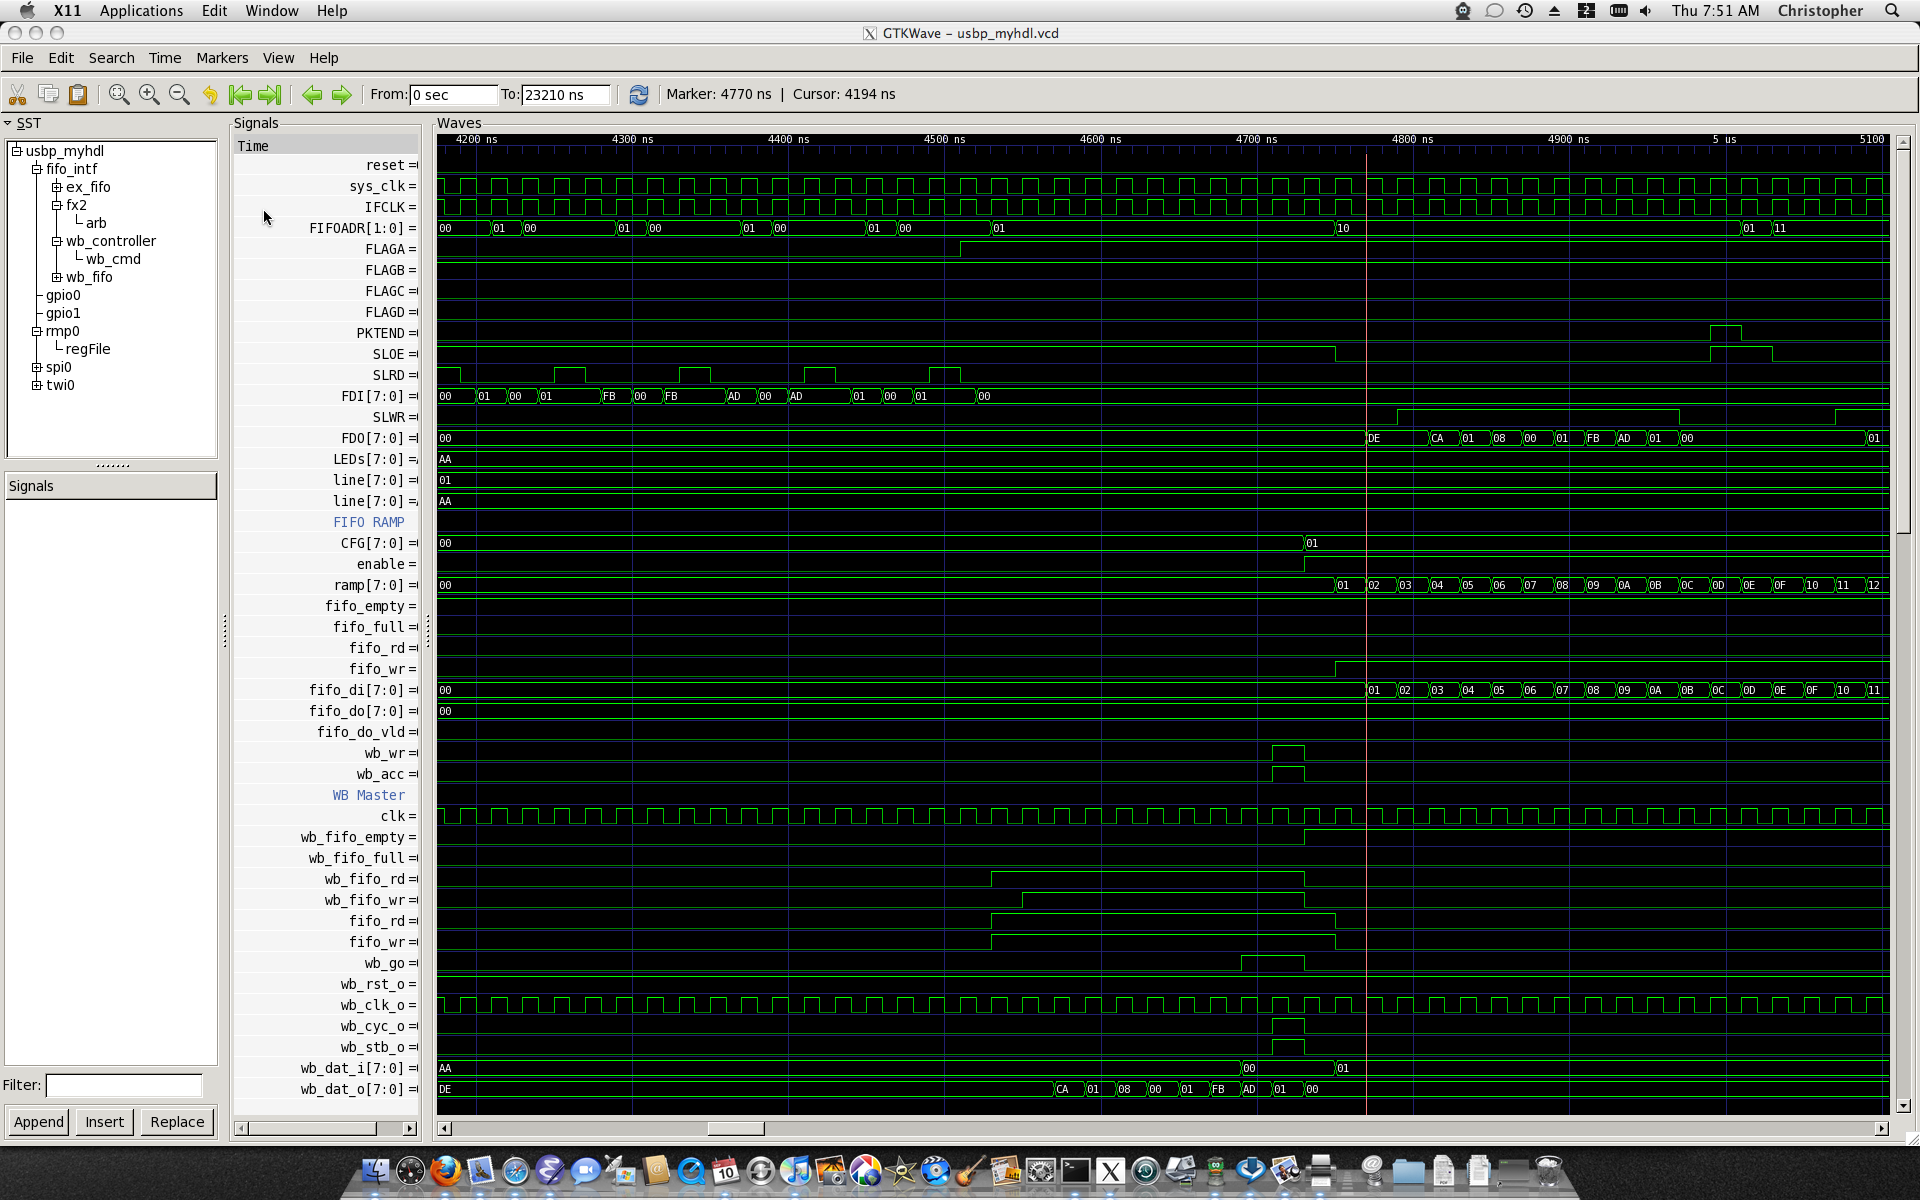 X11 Applications Edit Window Help 2 Thu 7:51 AM Christopher
GTKWave – usbp_myhdl.vcd
File Edit Search Time Markers View Help
From: 0 sec To: 23210 ns Marker: 4770 ns | Cursor: 4194 ns
SST
usbp_myhdl
fifo_intf
ex_fifo
fx2
arb
wb_controller
wb_cmd
wb_fifo
gpio0
gpio1
rmp0
regFile
spi0
twi0
Signals
Filter:
Append Insert Replace
Signals
Time
Waves
4200 ns 4300 ns 4400 ns 4500 ns 4600 ns 4700 ns 4800 ns 4900 ns 5 us 5100
reset =
sys_clk =
IFCLK =
FIFOADR[1:0] = 00 01 00 01 00 01 00 01 00 01 10 01 11
FLAGA =
FLAGB =
FLAGC =
FLAGD =
PKTEND =
SLOE =
SLRD =
FDI[7:0] = 00 01 00 01 FB 00 FB AD 00 AD 01 00 01 00
SLWR =
FDO[7:0] = 00 DE CA 01 08 00 01 FB AD 01 00 01
LEDs[7:0] = AA
line[7:0] = 01
line[7:0] = AA
FIFO RAMP
CFG[7:0] = 00 01
enable =
ramp[7:0] = 00 01 02 03 04 05 06 07 08 09 0A 0B 0C 0D 0E 0F 10 11 12
fifo_empty =
fifo_full =
fifo_rd =
fifo_wr =
fifo_di[7:0] = 00 01 02 03 04 05 06 07 08 09 0A 0B 0C 0D 0E 0F 10 11
fifo_do[7:0] = 00
fifo_do_vld =
wb_wr =
wb_acc =
WB Master
clk =
wb_fifo_empty =
wb_fifo_full =
wb_fifo_rd =
wb_fifo_wr =
fifo_rd =
fifo_wr =
wb_go =
wb_rst_o =
wb_clk_o =
wb_cyc_o =
wb_stb_o =
wb_dat_i[7:0] = AA 00 01
wb_dat_o[7:0] = DE CA 01 08 00 01 FB AD 01 00
JUL
10
X